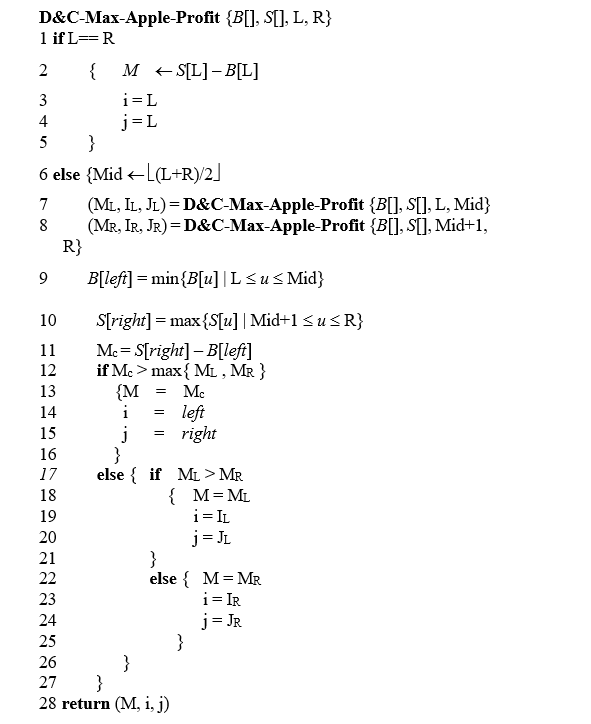 D&C-Max-Apple-Profit {B[], S[], L, R}
1 if L== R
2 { M ← S[L] – B[L]
3 i = L
4 j = L
5 }
6 else {Mid ← ⌊(L+R)/2⌋
7 (ML, IL, JL) = D&C-Max-Apple-Profit {B[], S[], L, Mid}
8 (MR, IR, JR) = D&C-Max-Apple-Profit {B[], S[], Mid+1,
R}
9 B[left] = min{B[u] | L ≤ u ≤ Mid}
10 S[right] = max{S[u] | Mid+1 ≤ u ≤ R}
11 Mc = S[right] – B[left]
12 if Mc > max{ ML , MR }
13 {M = Mc
14 i = left
15 j = right
16 }
17 else { if ML > MR
18 { M = ML
19 i = IL
20 j = JL
21 }
22 else { M = MR
23 i = IR
24 j = JR
25 }
26 }
27 }
28 return (M, i, j)